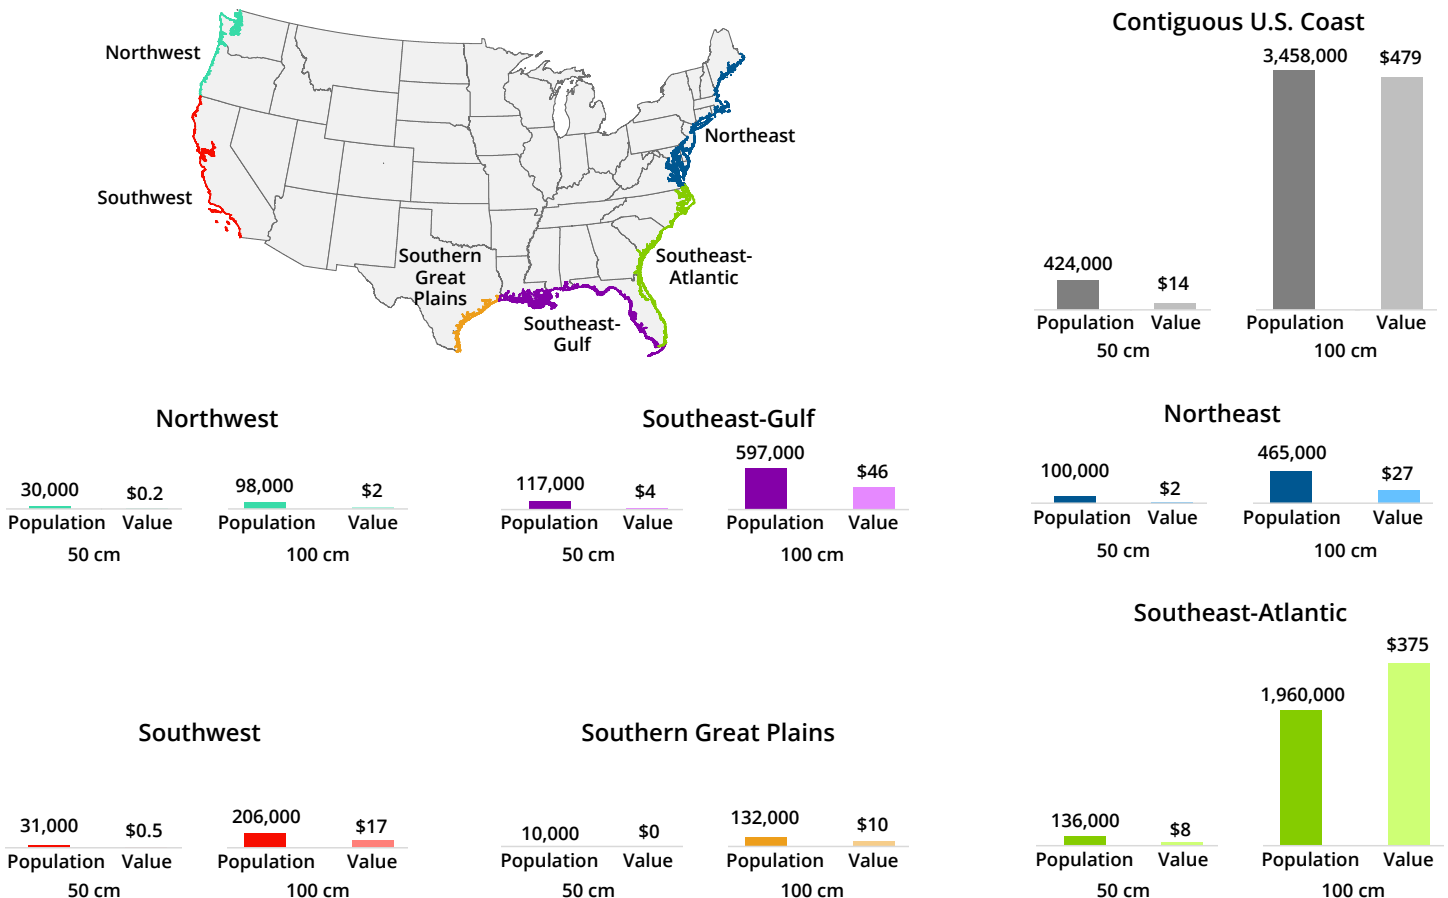 Northwest
Southwest
Northeast
Southern
Great
Plains
Southeast-
Atlantic
Southeast-
Gulf
Contiguous U.S. Coast
424,000
$14
3,458,000
$479
Population
Value
Population
Value
50 cm
100 cm
Northwest
30,000
$0.2
98,000
$2
Population
Value
Population
Value
50 cm
100 cm
Southeast-Gulf
117,000
$4
597,000
$46
Population
Value
Population
Value
50 cm
100 cm
Northeast
100,000
$2
465,000
$27
Population
Value
Population
Value
50 cm
100 cm
Southwest
31,000
$0.5
206,000
$17
Population
Value
Population
Value
50 cm
100 cm
Southern Great Plains
10,000
$0
132,000
$10
Population
Value
Population
Value
50 cm
100 cm
Southeast-Atlantic
136,000
$8
1,960,000
$375
Population
Value
Population
Value
50 cm
100 cm